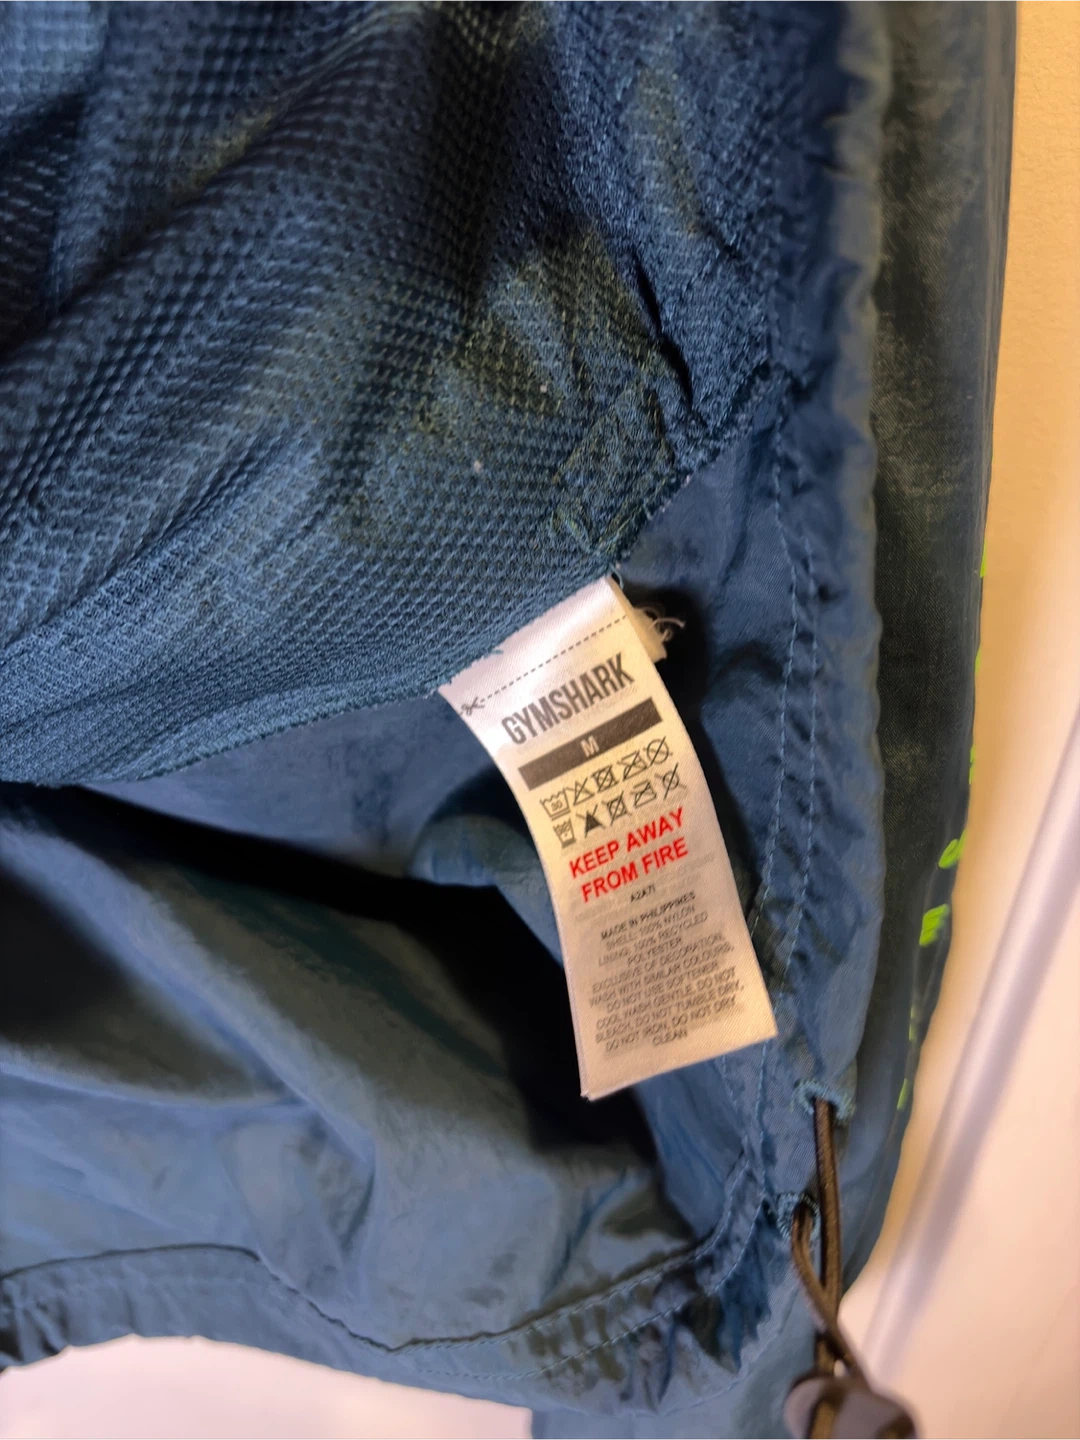 GYMSHARK
M
KEEP AWAY
FROM FIRE
A2A7I
MADE IN PHILIPPINES
SHELL: 100% NYLON
LINING: 100% RECYCLED
POLYESTER
EXCLUSIVE OF DECORATION.
WASH WITH SIMILAR COLOURS,
DO NOT USE SOFTENER
COOL WASH GENTLE, DO NOT
BLEACH, DO NOT TUMBLE DRY,
DO NOT IRON, DO NOT DRY
CLEAN